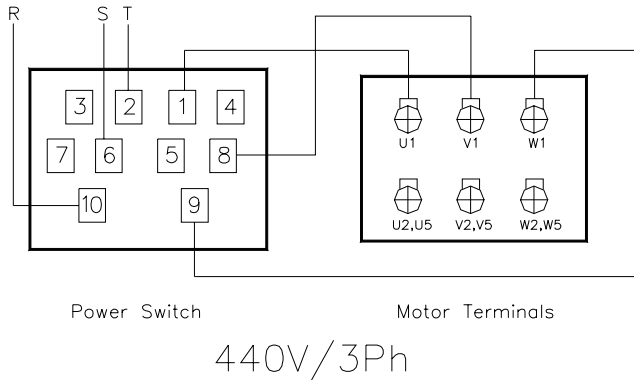 R S T
3 2 1 4
7 6 5 8
10 9
U1 V1 W1
U2,U5 V2,V5 W2,W5
Power Switch
Motor Terminals
440V/3Ph